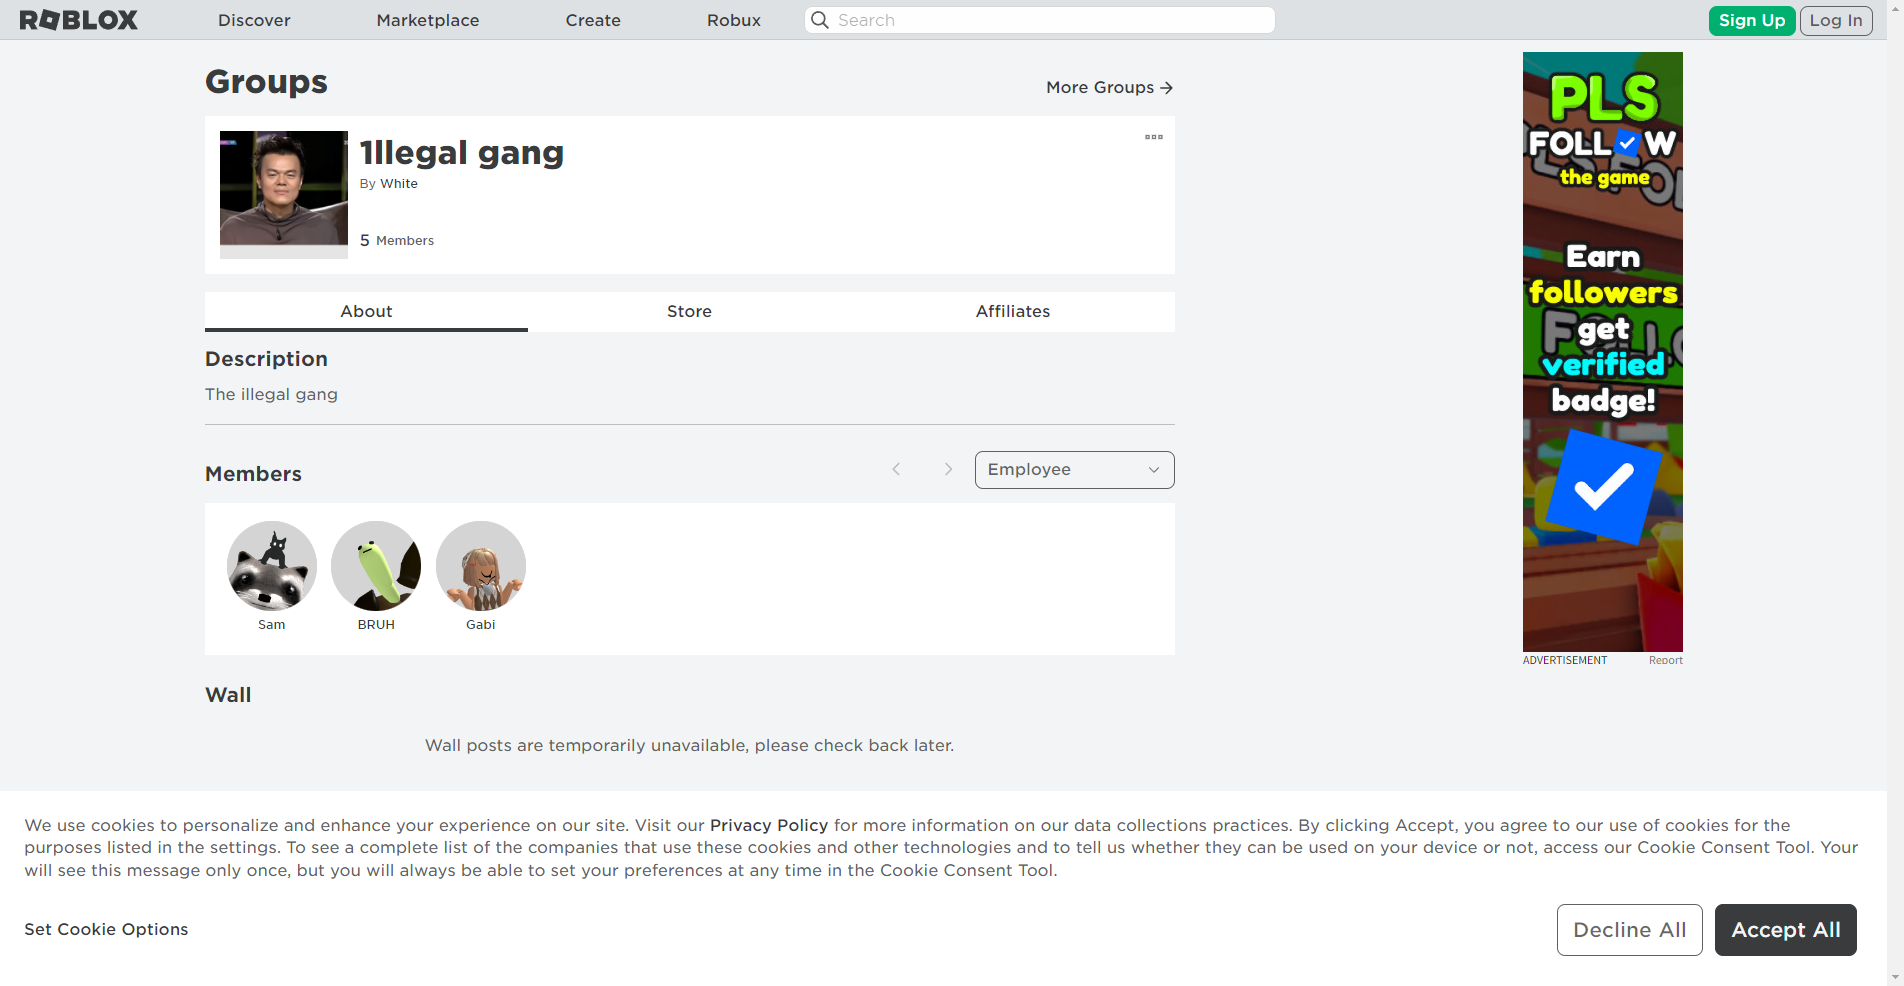 ROBLOX
Discover
Marketplace
Create
Robux
Search
Sign Up
Log In
Groups
More Groups
1llegal gang
By White
5 Members
About
Store
Affiliates
Description
The illegal gang
Members
Employee
Sam
BRUH
Gabi
Wall
Wall posts are temporarily unavailable, please check back later.
PLS
FOLLOW
the game
Earn
followers
get
verified
badge!
ADVERTISEMENT
Report
We use cookies to personalize and enhance your experience on our site. Visit our Privacy Policy for more information on our data collections practices. By clicking Accept, you agree to our use of cookies for the
purposes listed in the settings. To see a complete list of the companies that use these cookies and other technologies and to tell us whether they can be used on your device or not, access our Cookie Consent Tool. Your
will see this message only once, but you will always be able to set your preferences at any time in the Cookie Consent Tool.
Set Cookie Options
Decline All
Accept All